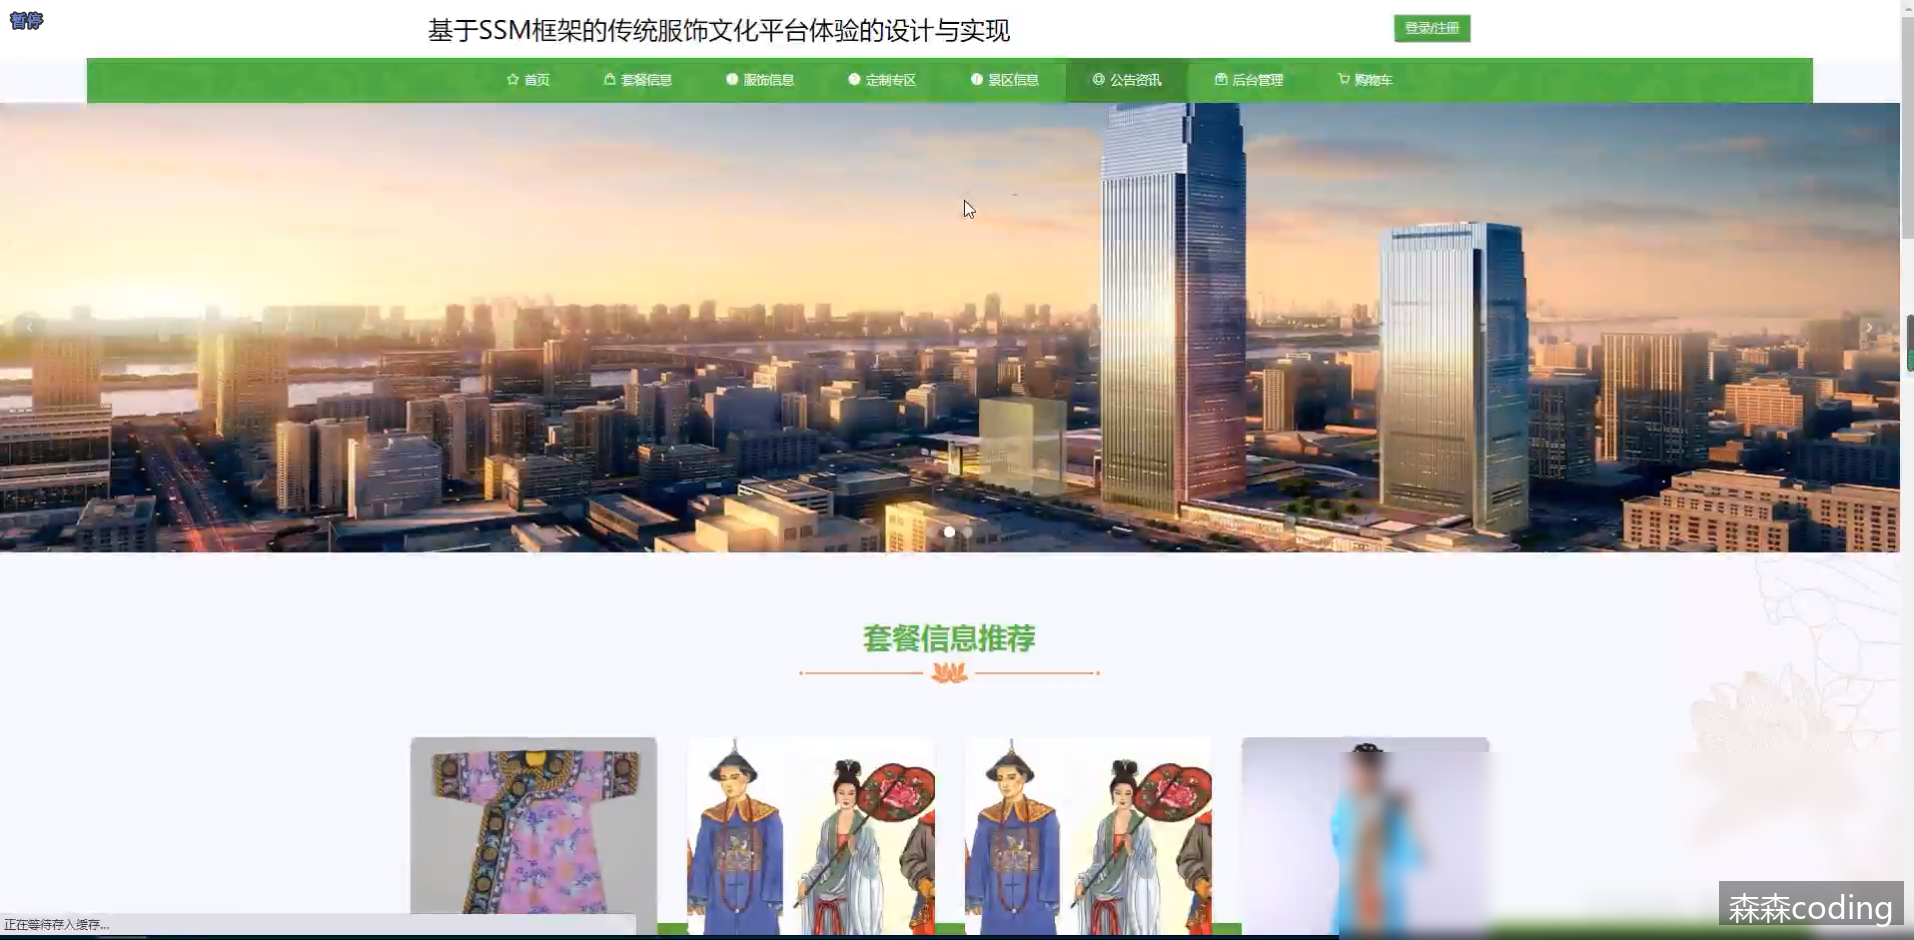 暂停
基于SSM框架的传统服饰文化平台体验的设计与实现
登录/注册
首页 套餐信息 服饰信息 定制专区 景区信息 公告资讯 后台管理 购物车
套餐信息推荐
正在等待存入缓存...
森森coding